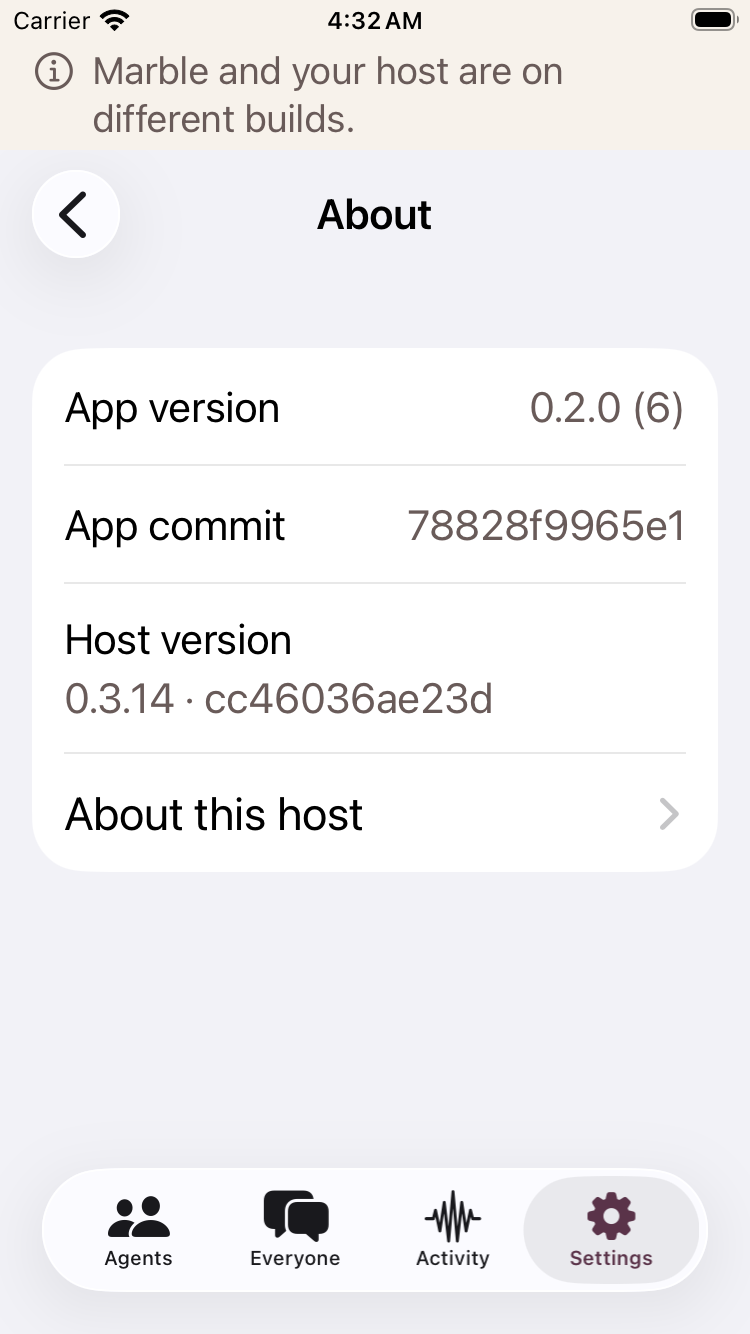 Carrier 4:32 AM
Marble and your host are on
different builds.
About
App version 0.2.0 (6)
App commit 78828f9965e1
Host version
0.3.14 · cc46036ae23d
About this host
Agents Everyone Activity Settings